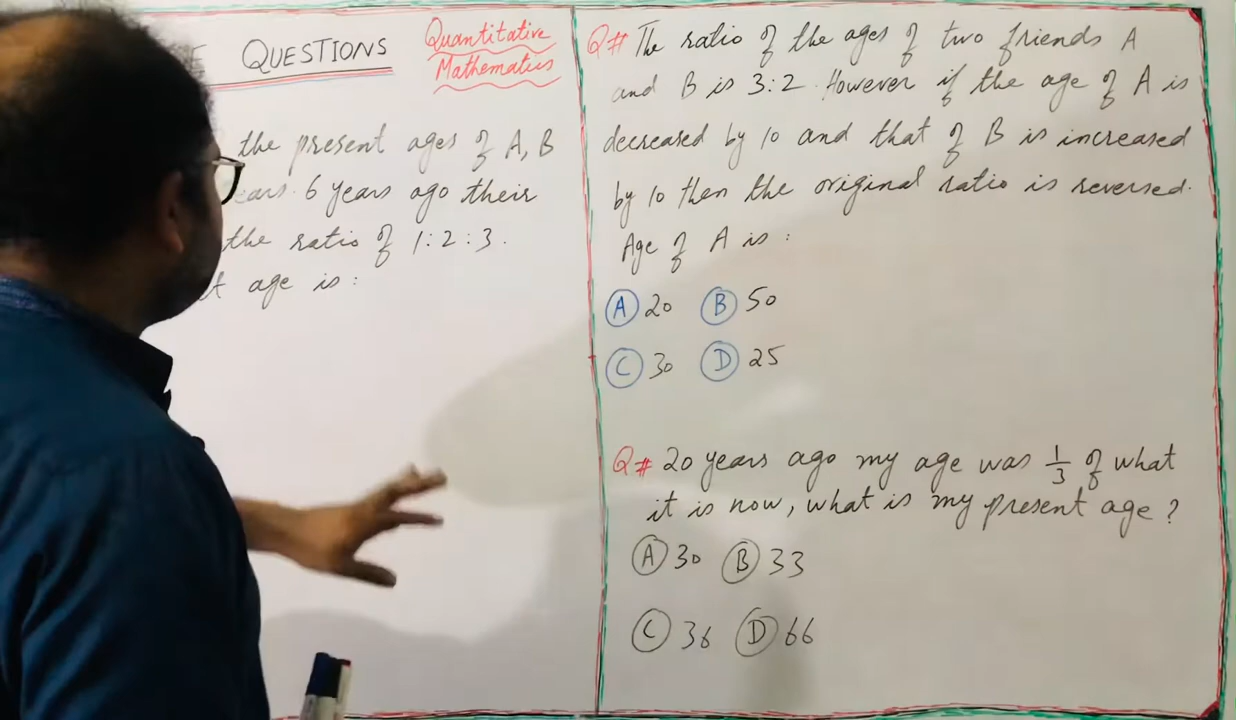 QUESTIONS
Quantitative
Mathematics
the present ages of A, B
ears. 6 years ago their
the ratio of 1:2:3.
t age is:
Q# The ratio of the ages of two friends A
and B is 3:2. However if the age of A is
decreased by 10 and that of B is increased
by 10 then the original ratio is reversed.
Age of A is:
A 20 B 50
C 30 D 25
Q# 20 years ago my age was 1/3 of what
it is now, what is my present age?
A 30 B 33
C 36 D 66